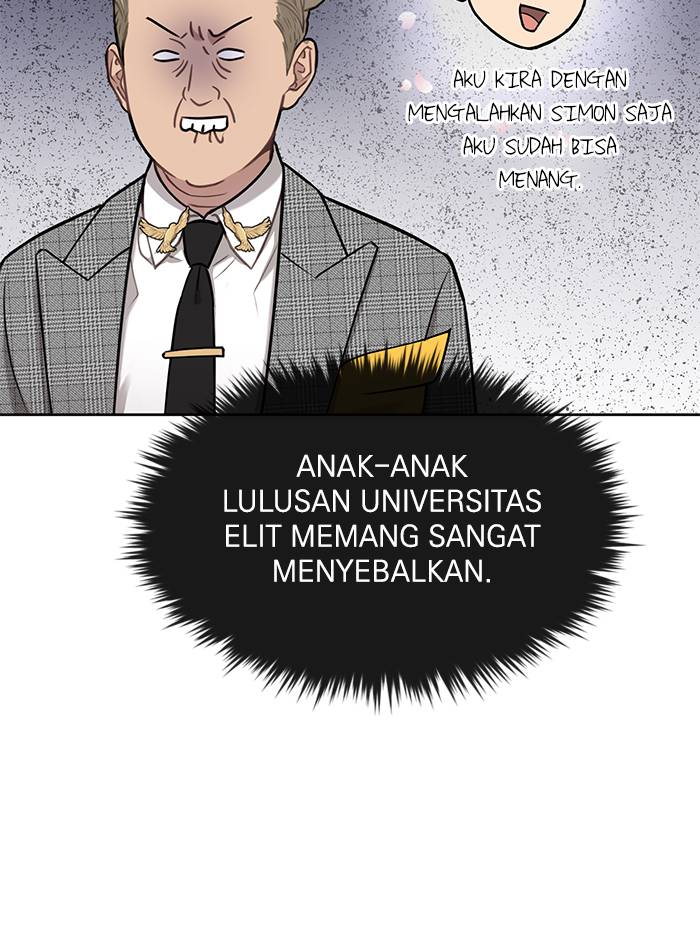 AKU KIRA DENGAN
MENGALAHKAN SIMON SAJA
AKU SUDAH BISA
MENANG.
ANAK-ANAK
LULUSAN UNIVERSITAS
ELIT MEMANG SANGAT
MENYEBALKAN.